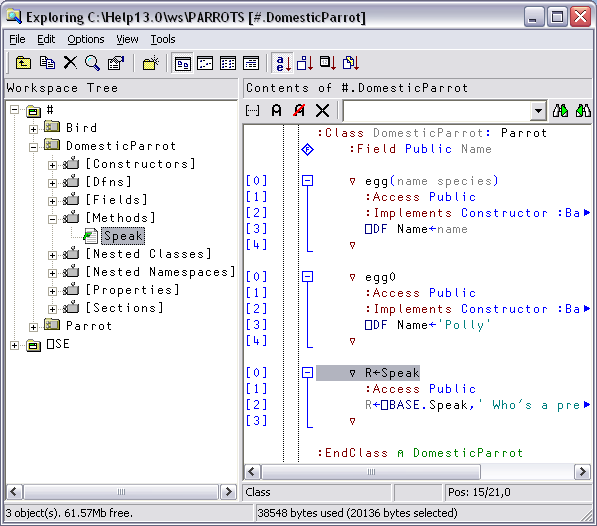 Exploring C:\Help13.0\ws\PARROTS [#.DomesticParrot]
File Edit Options View Tools
Workspace Tree
#
Bird
DomesticParrot
[Constructors]
[Dfns]
[Fields]
[Methods]
Speak
[Nested Classes]
[Nested Namespaces]
[Properties]
[Sections]
Parrot
⎕SE
Contents of #.DomesticParrot
:Class DomesticParrot: Parrot
:Field Public Name
[0] ∇ egg(name species)
[1] :Access Public
[2] :Implements Constructor :Ba
[3] ⎕DF Name←name
[4] ∇
[0] ∇ egg0
[1] :Access Public
[2] :Implements Constructor :Ba
[3] ⎕DF Name←'Polly'
[4] ∇
[0] ∇ R←Speak
[1] :Access Public
[2] R←⎕BASE.Speak,' Who's a pre
[3] ∇
:EndClass ⍝ DomesticParrot
Class
Pos: 15/21,0
3 object(s). 61.57Mb free.
38548 bytes used (20136 bytes selected)